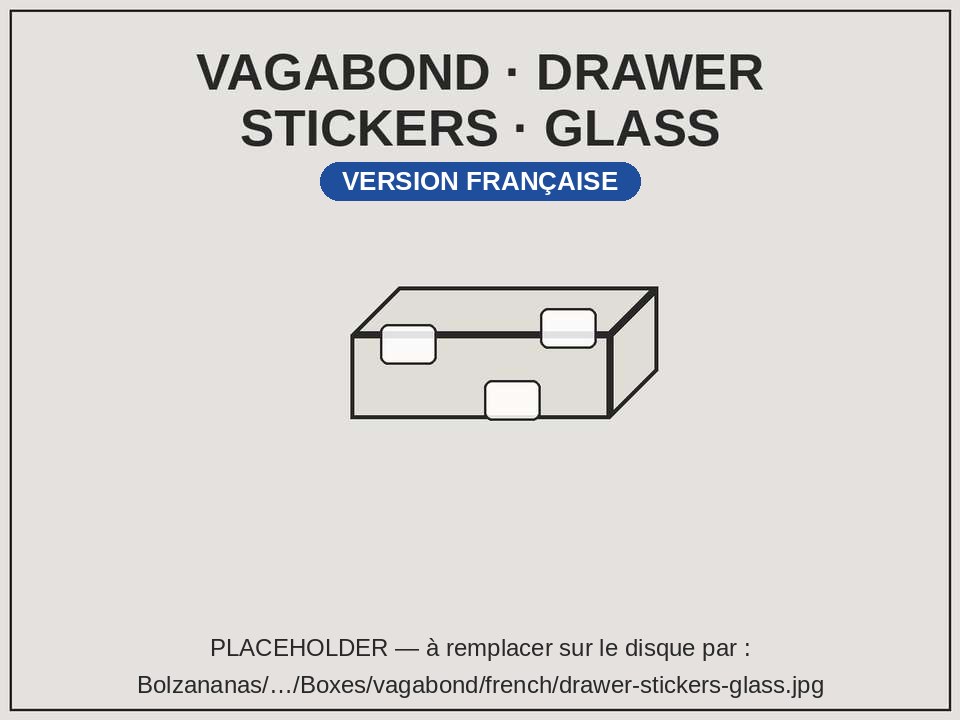 VAGABOND · DRAWER
STICKERS · GLASS
VERSION FRANÇAISE
PLACEHOLDER — à remplacer sur le disque par :
Bolzananas/…/Boxes/vagabond/french/drawer-stickers-glass.jpg